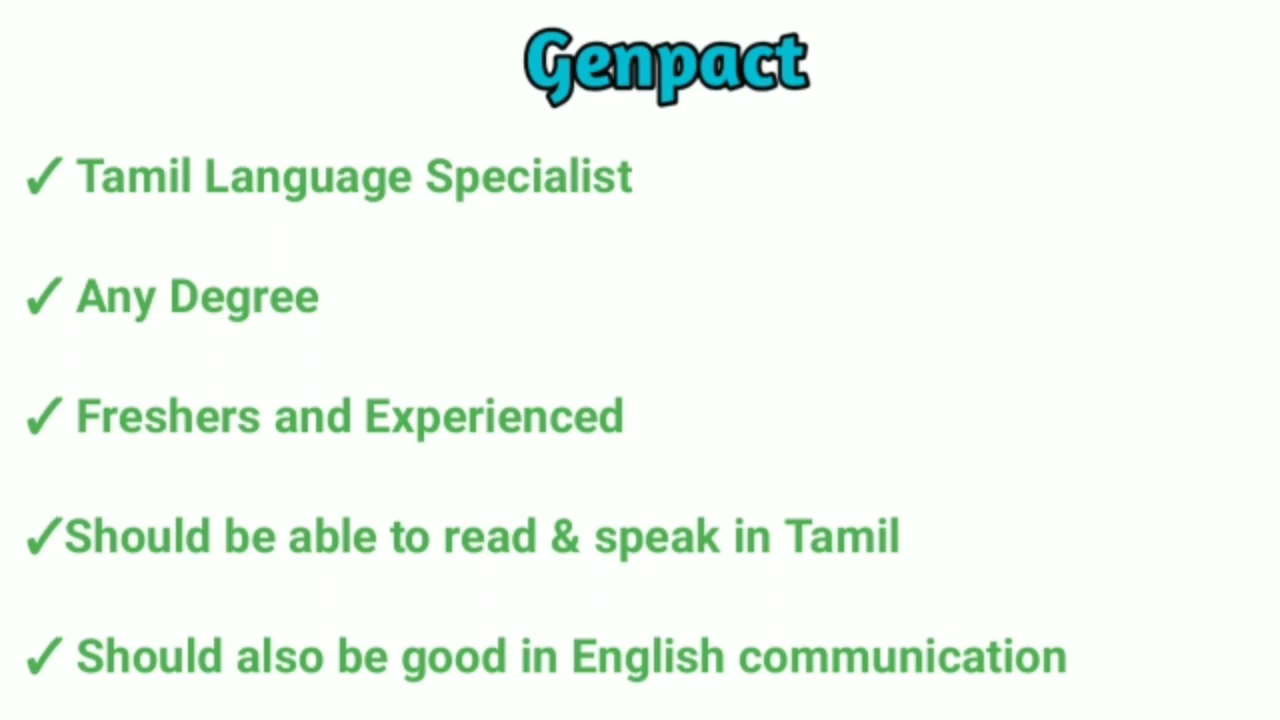 Genpact
✓ Tamil Language Specialist
✓ Any Degree
✓ Freshers and Experienced
✓Should be able to read & speak in Tamil
✓ Should also be good in English communication